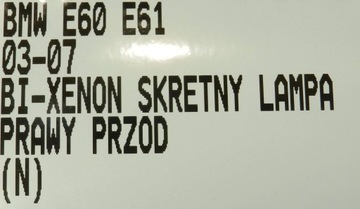 BMW E60 E61
03-07
BI-XENON SKRETNY LAMPA
PRAWY PRZOD
(N)